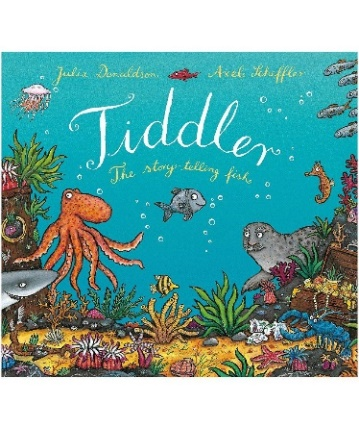 Julia Donaldson Axel Scheffler
Tiddler
The story-telling fish